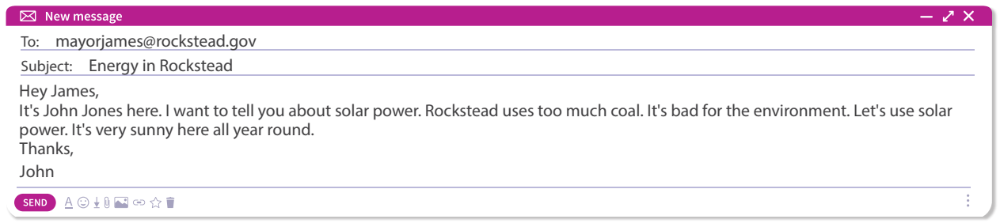 New message
To: mayorjames@rockstead.gov
Subject: Energy in Rockstead
Hey James,
It's John Jones here. I want to tell you about solar power. Rockstead uses too much coal. It's bad for the environment. Let's use solar
power. It's very sunny here all year round.
Thanks,
John
SEND A